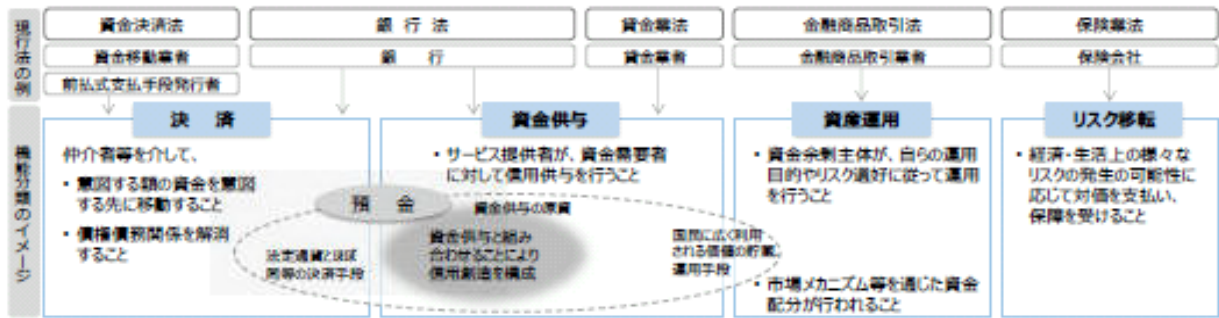 現行法の例
資金決済法
銀行法
貸金業法
金融商品取引法
保険業法
資金移動業者
銀行
貸金業者
金融商品取引業者
保険会社
前払式支払手段発行者
機能分類のイメージ
決済
資金供与
資産運用
リスク移転
仲介者等を介して、
・意図する額の資金を意図
する先に移動すること
・債権債務関係を解消
すること
・サービス提供者が、資金需要者
に対して信用供与を行うこと
・資金余剰主体が、自らの運用
目的やリスク選好に従って運用
を行うこと
・市場メカニズム等を通じた資金
配分が行われること
・経済・生活上の様々な
リスクの発生の可能性に
応じて対価を支払い、
保障を受けること
預金
資金供与の原資
法定通貨とほぼ
同等の決済手段
資金供与と組み
合わせることにより
信用創造を構成
国民に広く利用
される価値の貯蔵、
運用手段